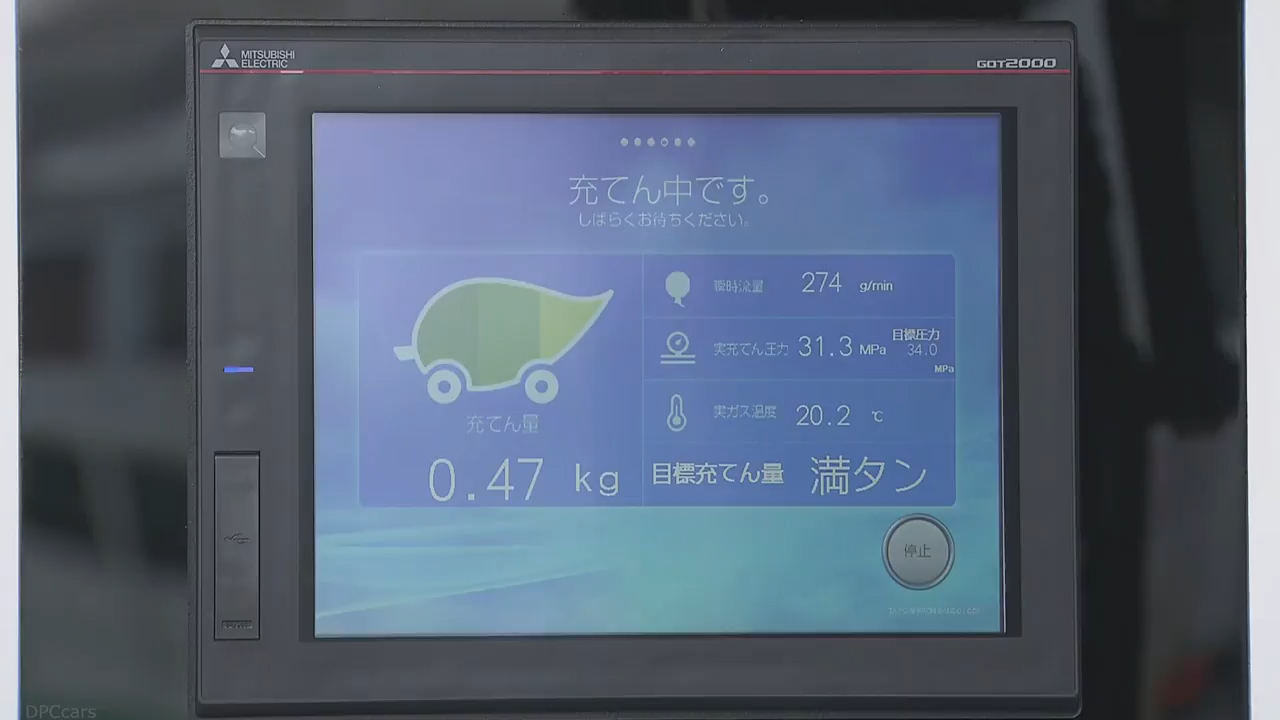 MITSUBISHI
ELECTRIC
GOT2000
充てん中です。
しばらくお待ちください。
瞬時流量 274 g/min
実充てん圧力 31.3 MPa
目標圧力
34.0
MPa
実ガス温度 20.2 ℃
充てん量
0.47 kg
目標充てん量 満タン
停止
DPCcars